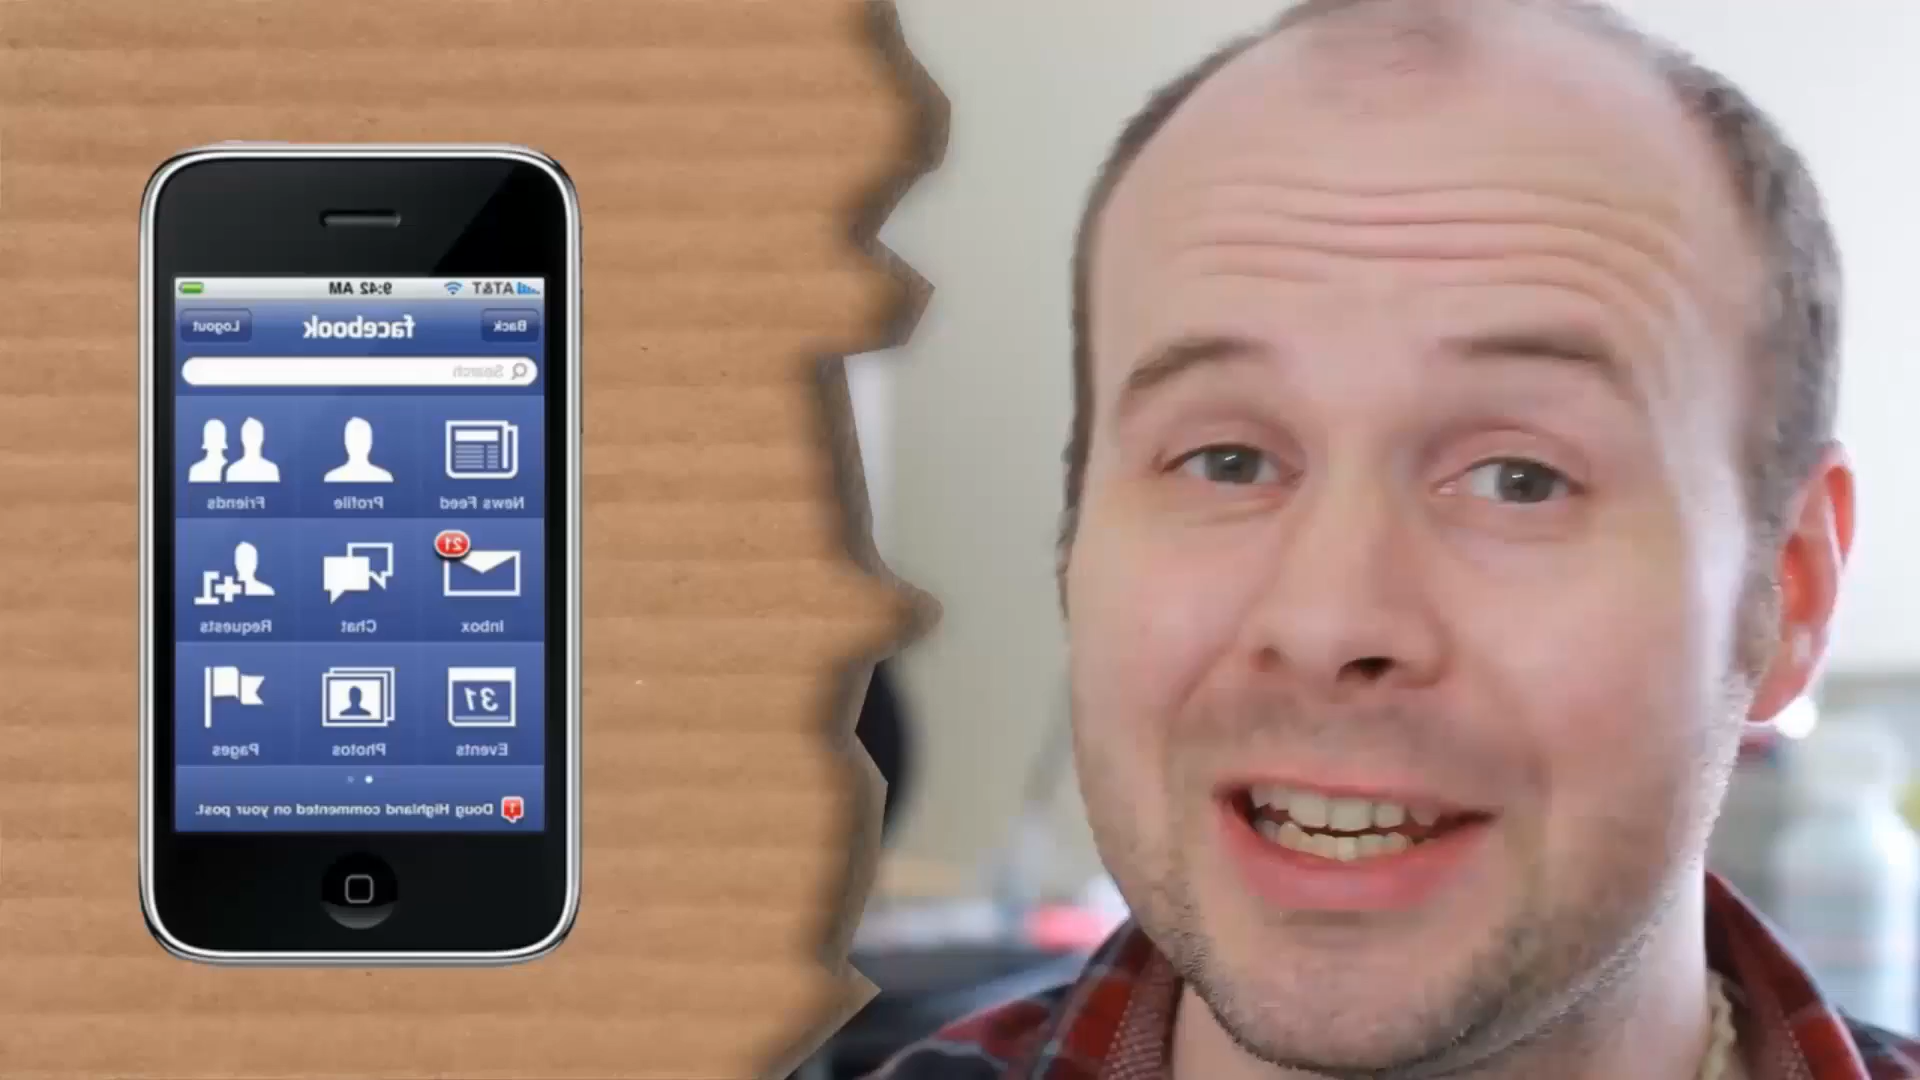 AT&T 9:42 AM
Back facebook Logout
Search
News Feed Profile Friends
21
Inbox Chat Requests
31
Events Photos Pages
1 Doug Highland commented on your post.